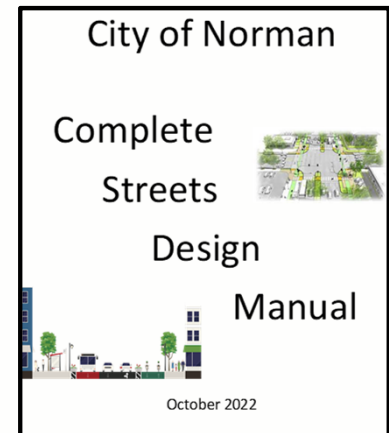 City of Norman
Complete
Streets
Design
Manual
October 2022